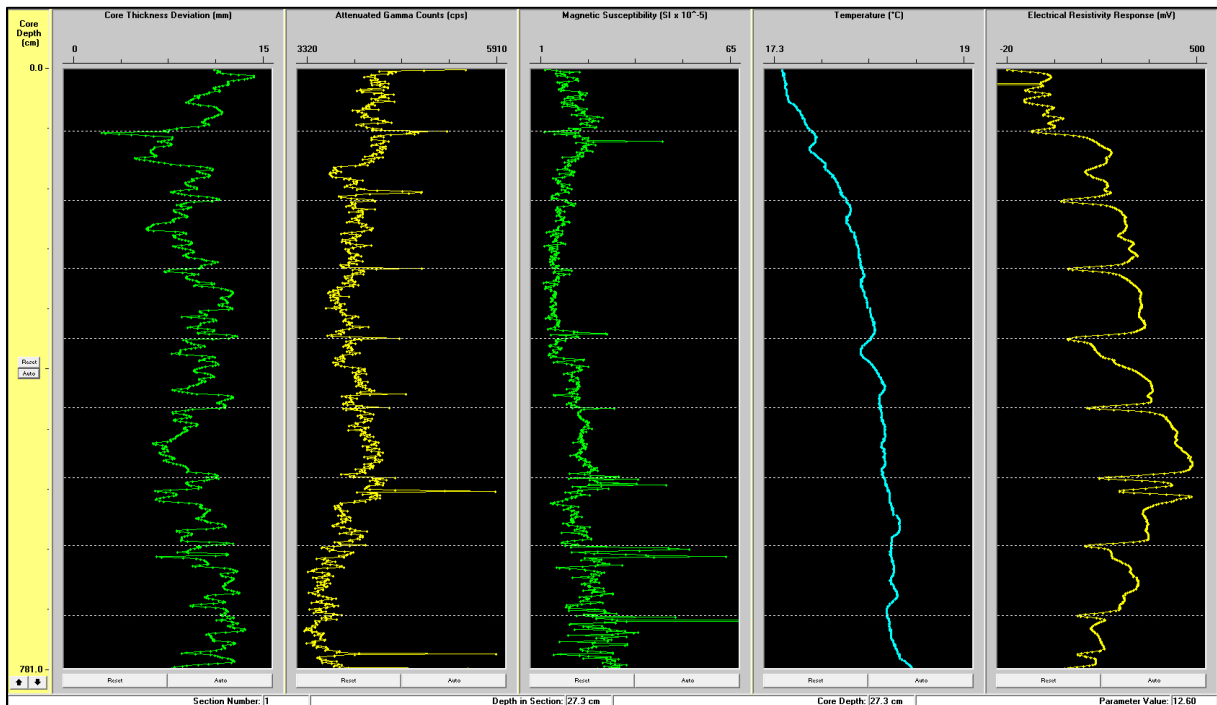 Core Depth (cm)
Core Thickness Deviation (mm)
Attenuated Gamma Counts (cps)
Magnetic Susceptibility (SI x 10^-5)
Temperature (°C)
Electrical Resistivity Response (mV)
0 15
3320 5910
1 65
17.3 19
-20 500
0.0
Reset
Auto
781.0
Reset Auto
Reset Auto
Reset Auto
Reset Auto
Reset Auto
Section Number: 1
Depth in Section: 27.3 cm
Core Depth: 27.3 cm
Parameter Value: 12.60